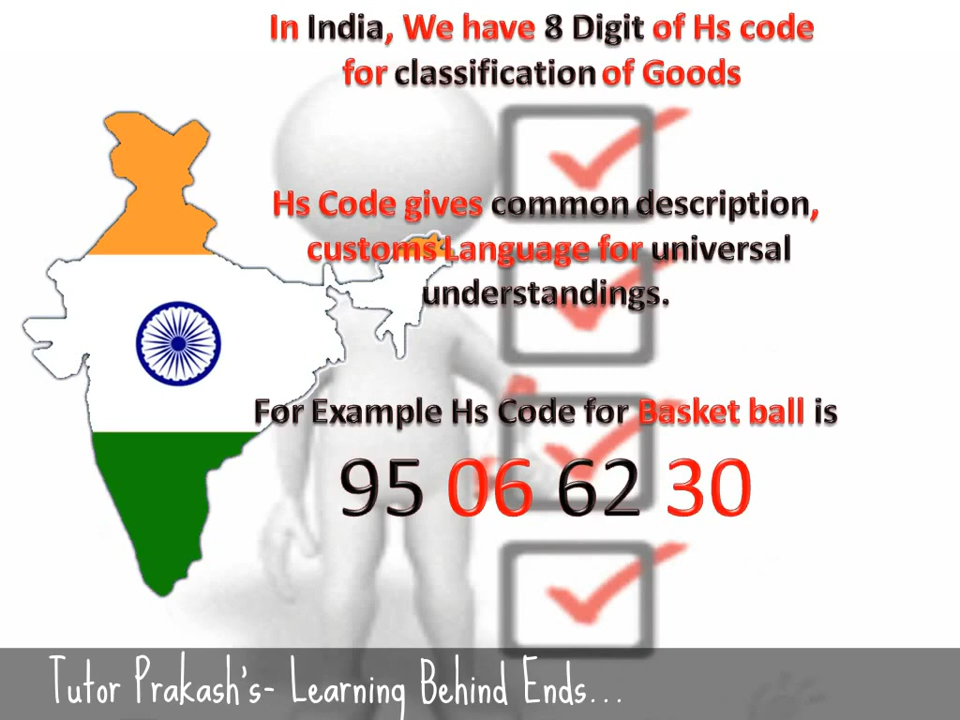 In India, We have 8 Digit of Hs code
for classification of Goods
Hs Code gives common description,
customs Language for universal
understandings.
For Example Hs Code for Basket ball is
95 06 62 30
Tutor Prakash's- Learning Behind Ends...